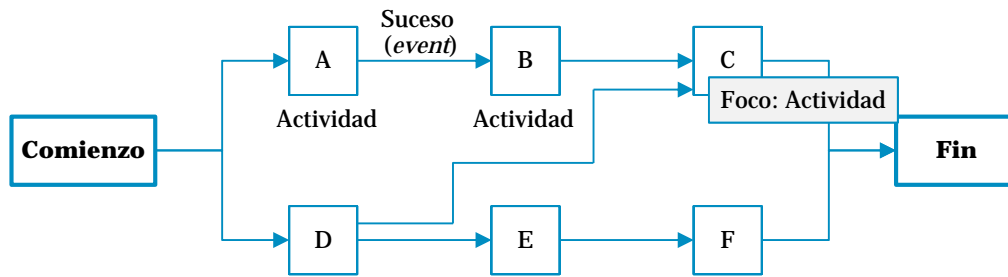 Suceso
(event)
A
B
C
Actividad
Actividad
Foco: Actividad
Comienzo
Fin
D
E
F